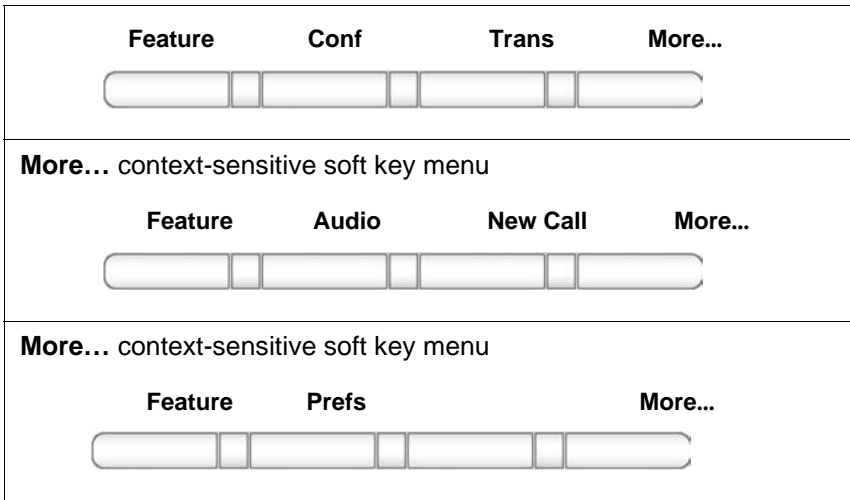 Feature Conf Trans More...
More… context-sensitive soft key menu
Feature Audio New Call More...
More… context-sensitive soft key menu
Feature Prefs More...